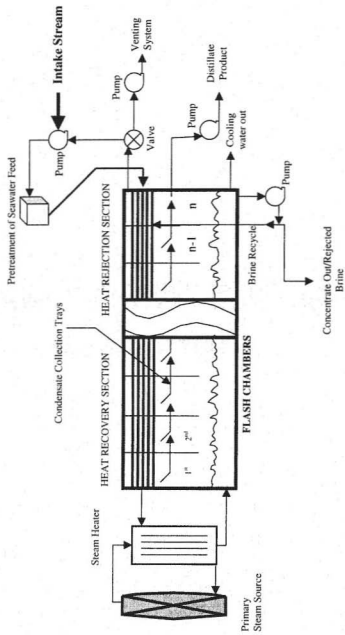 Intake Stream
Venting
System
Pump
Pump
Valve
Pretreatment of Seawater Feed
Distillate
Product
Pump
Cooling
water out
Pump
HEAT REJECTION SECTION
n
n-1
Brine Recycle
Concentrate Out/Rejected
Brine
Condensate Collection Trays
HEAT RECOVERY SECTION
1st
2nd
FLASH CHAMBERS
Steam Heater
Primary
Steam Source